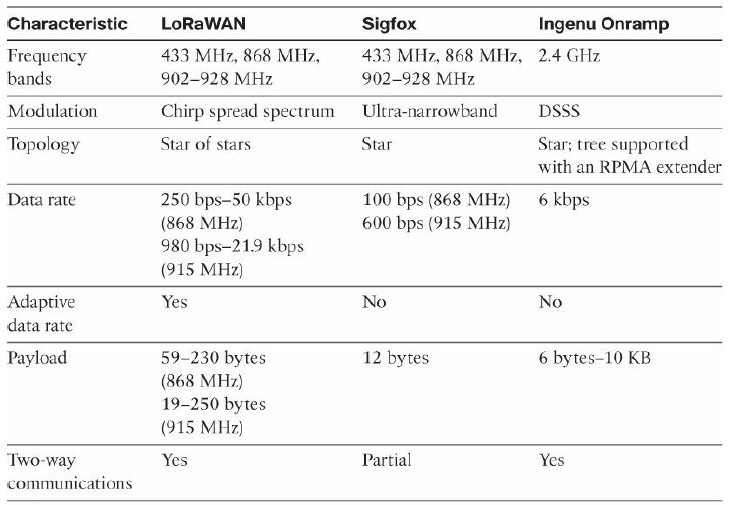 Characteristic LoRaWAN Sigfox Ingenu Onramp
Frequency 433 MHz, 868 MHz, 433 MHz, 868 MHz, 2.4 GHz
bands 902–928 MHz 902–928 MHz
Modulation Chirp spread spectrum Ultra-narrowband DSSS
Topology Star of stars Star Star; tree supported
with an RPMA extender
Data rate 250 bps–50 kbps 100 bps (868 MHz) 6 kbps
(868 MHz) 600 bps (915 MHz)
980 bps–21.9 kbps
(915 MHz)
Adaptive Yes No No
data rate
Payload 59–230 bytes 12 bytes 6 bytes–10 KB
(868 MHz)
19–250 bytes
(915 MHz)
Two-way Yes Partial Yes
communications